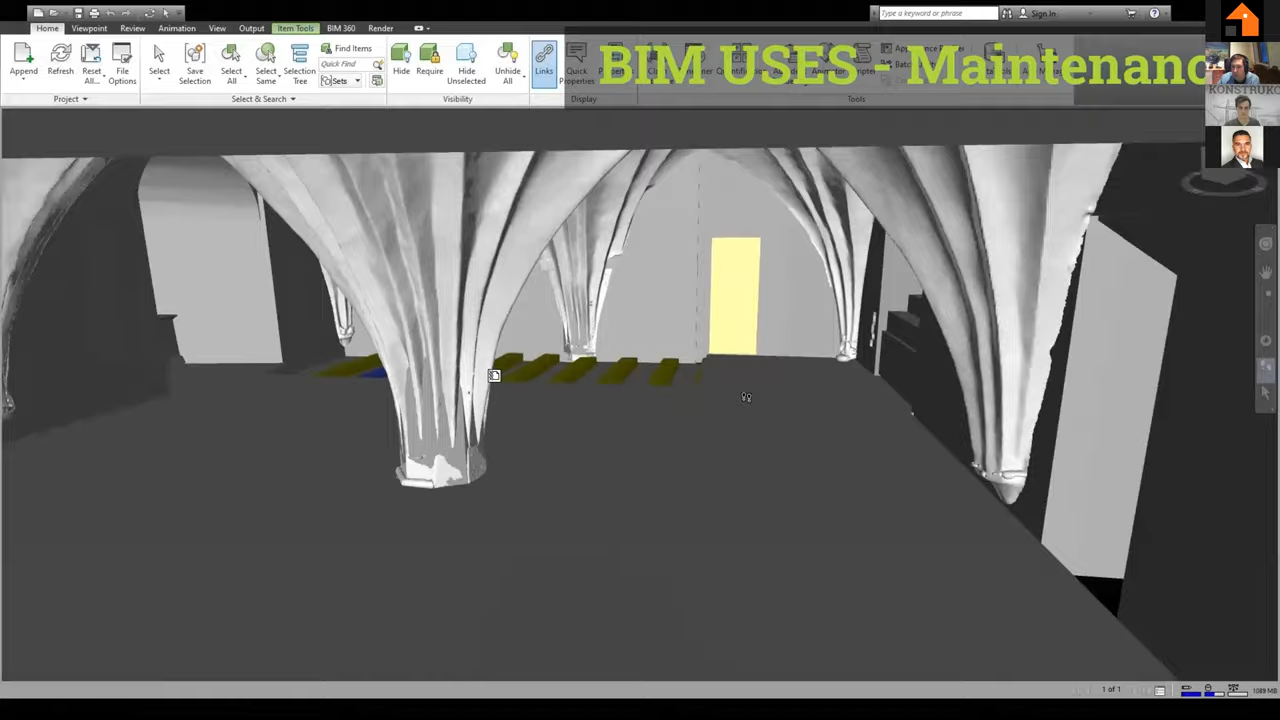 Type a keyword or phrase
Sign In
Home Viewpoint Review Animation View Output Item Tools BIM 360 Render
BIM USES - Maintenanc
Append Refresh Reset All... File Options
Select Save Selection Select All Select Same Selection Tree
Find Items
Quick Find
Sets
Hide Require Hide Unselected Unhide All
Links Quick Properties
Project Select & Search Visibility Display Tools
KONSTRUKC
1 of 1
1089 MB